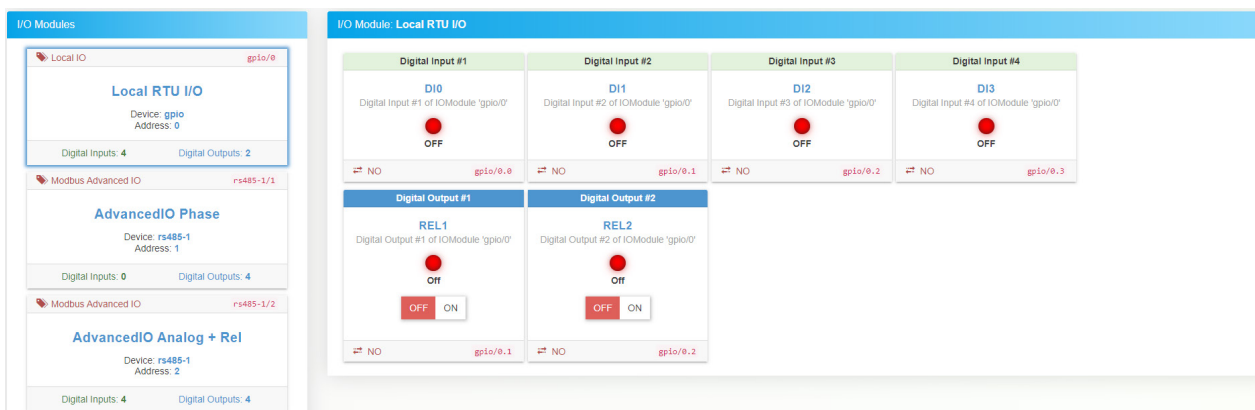 I/O Modules
Local IO gpio/0
Local RTU I/O
Device: gpio
Address: 0
Digital Inputs: 4 Digital Outputs: 2
Modbus Advanced IO rs485-1/1
AdvancedIO Phase
Device: rs485-1
Address: 1
Digital Inputs: 0 Digital Outputs: 4
Modbus Advanced IO rs485-1/2
AdvancedIO Analog + Rel
Device: rs485-1
Address: 2
Digital Inputs: 4 Digital Outputs: 4
I/O Module: Local RTU I/O
Digital Input #1 Digital Input #2 Digital Input #3 Digital Input #4
DI0 DI1 DI2 DI3
Digital Input #1 of IOModule 'gpio/0' Digital Input #2 of IOModule 'gpio/0' Digital Input #3 of IOModule 'gpio/0' Digital Input #4 of IOModule 'gpio/0'
OFF OFF OFF OFF
NO gpio/0.0 NO gpio/0.1 NO gpio/0.2 NO gpio/0.3
Digital Output #1 Digital Output #2
REL1 REL2
Digital Output #1 of IOModule 'gpio/0' Digital Output #2 of IOModule 'gpio/0'
Off Off
OFF ON OFF ON
NO gpio/0.1 NO gpio/0.2